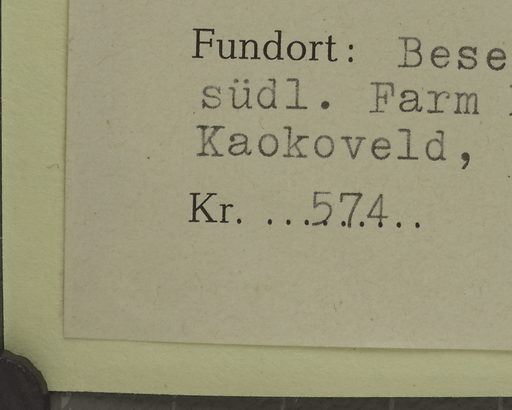 Fundort: Bese
südl. Farm
Kaokoveld,
Kr. ...574..